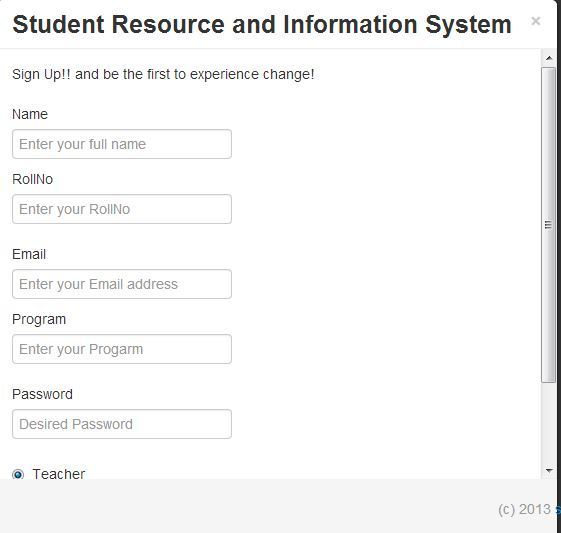 Student Resource and Information System ×
Sign Up!! and be the first to experience change!
Name
Enter your full name
RollNo
Enter your RollNo
Email
Enter your Email address
Program
Enter your Progarm
Password
Desired Password
Teacher
(c) 2013